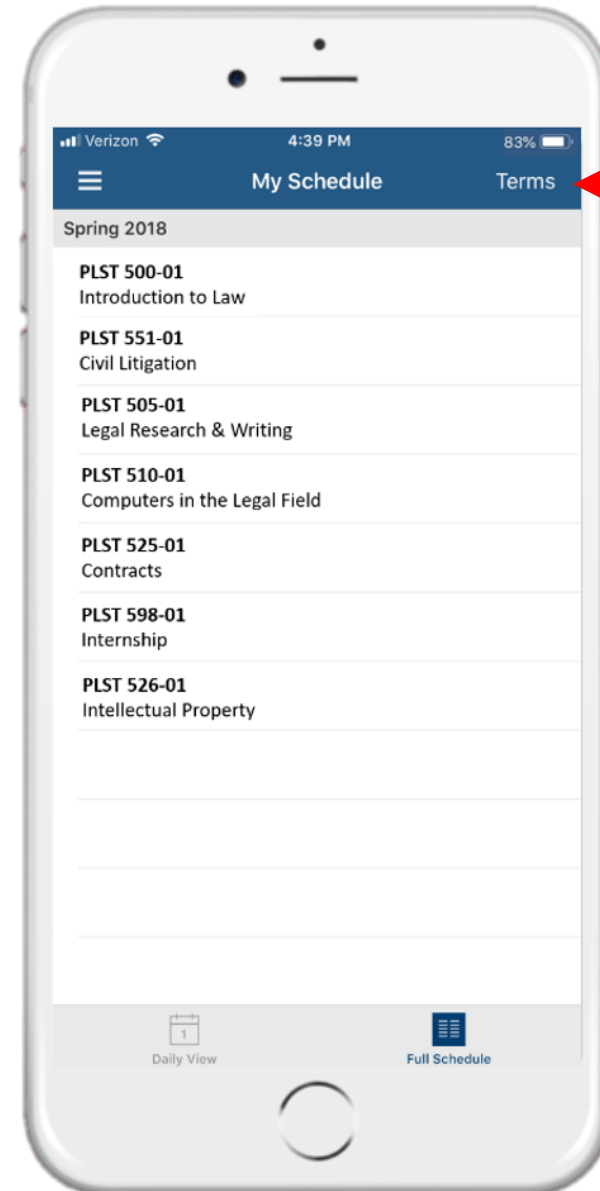 Verizon 4:39 PM 83%
My Schedule Terms
Spring 2018
PLST 500-01
Introduction to Law
PLST 551-01
Civil Litigation
PLST 505-01
Legal Research & Writing
PLST 510-01
Computers in the Legal Field
PLST 525-01
Contracts
PLST 598-01
Internship
PLST 526-01
Intellectual Property
1
Daily View Full Schedule